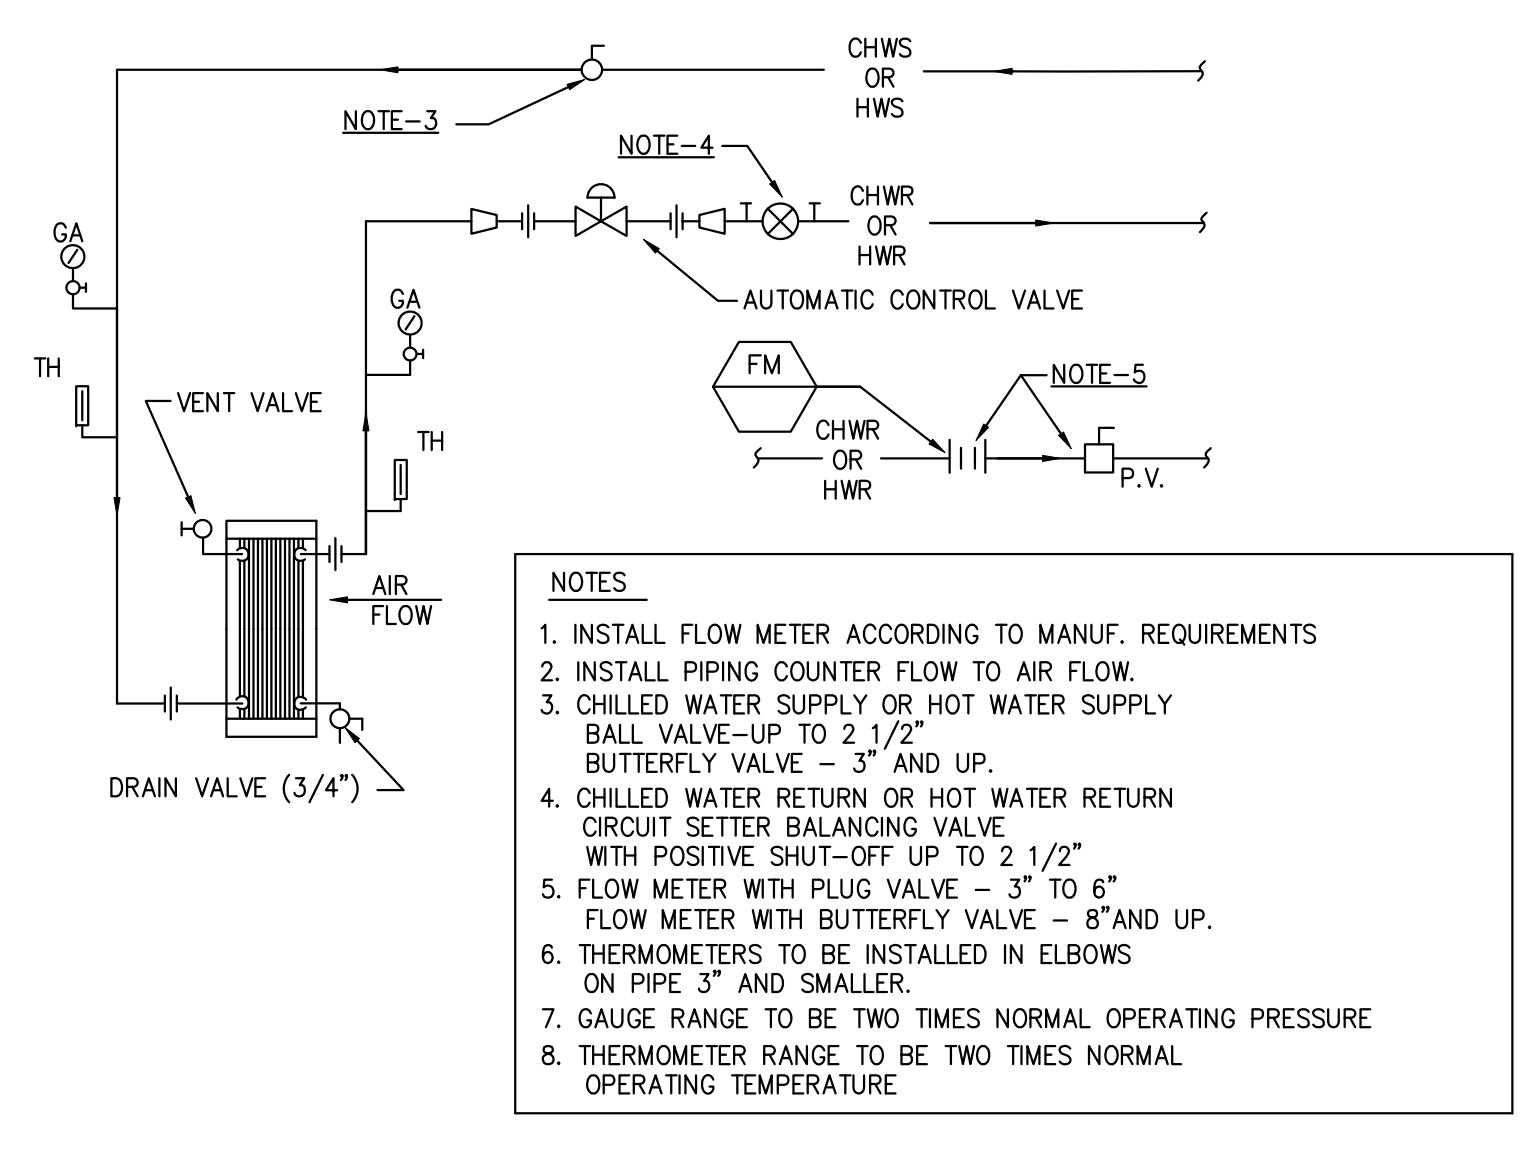 CHWS
OR
HWS
NOTE-3
NOTE-4
CHWR
OR
HWR
GA
AUTOMATIC CONTROL VALVE
GA
TH
FM
NOTE-5
VENT VALVE
CHWR
OR
HWR
TH
P.V.
AIR
FLOW
DRAIN VALVE (3/4")
NOTES
1. INSTALL FLOW METER ACCORDING TO MANUF. REQUIREMENTS
2. INSTALL PIPING COUNTER FLOW TO AIR FLOW.
3. CHILLED WATER SUPPLY OR HOT WATER SUPPLY
BALL VALVE-UP TO 2 1/2"
BUTTERFLY VALVE - 3" AND UP.
4. CHILLED WATER RETURN OR HOT WATER RETURN
CIRCUIT SETTER BALANCING VALVE
WITH POSITIVE SHUT-OFF UP TO 2 1/2"
5. FLOW METER WITH PLUG VALVE - 3" TO 6"
FLOW METER WITH BUTTERFLY VALVE - 8"AND UP.
6. THERMOMETERS TO BE INSTALLED IN ELBOWS
ON PIPE 3" AND SMALLER.
7. GAUGE RANGE TO BE TWO TIMES NORMAL OPERATING PRESSURE
8. THERMOMETER RANGE TO BE TWO TIMES NORMAL
OPERATING TEMPERATURE